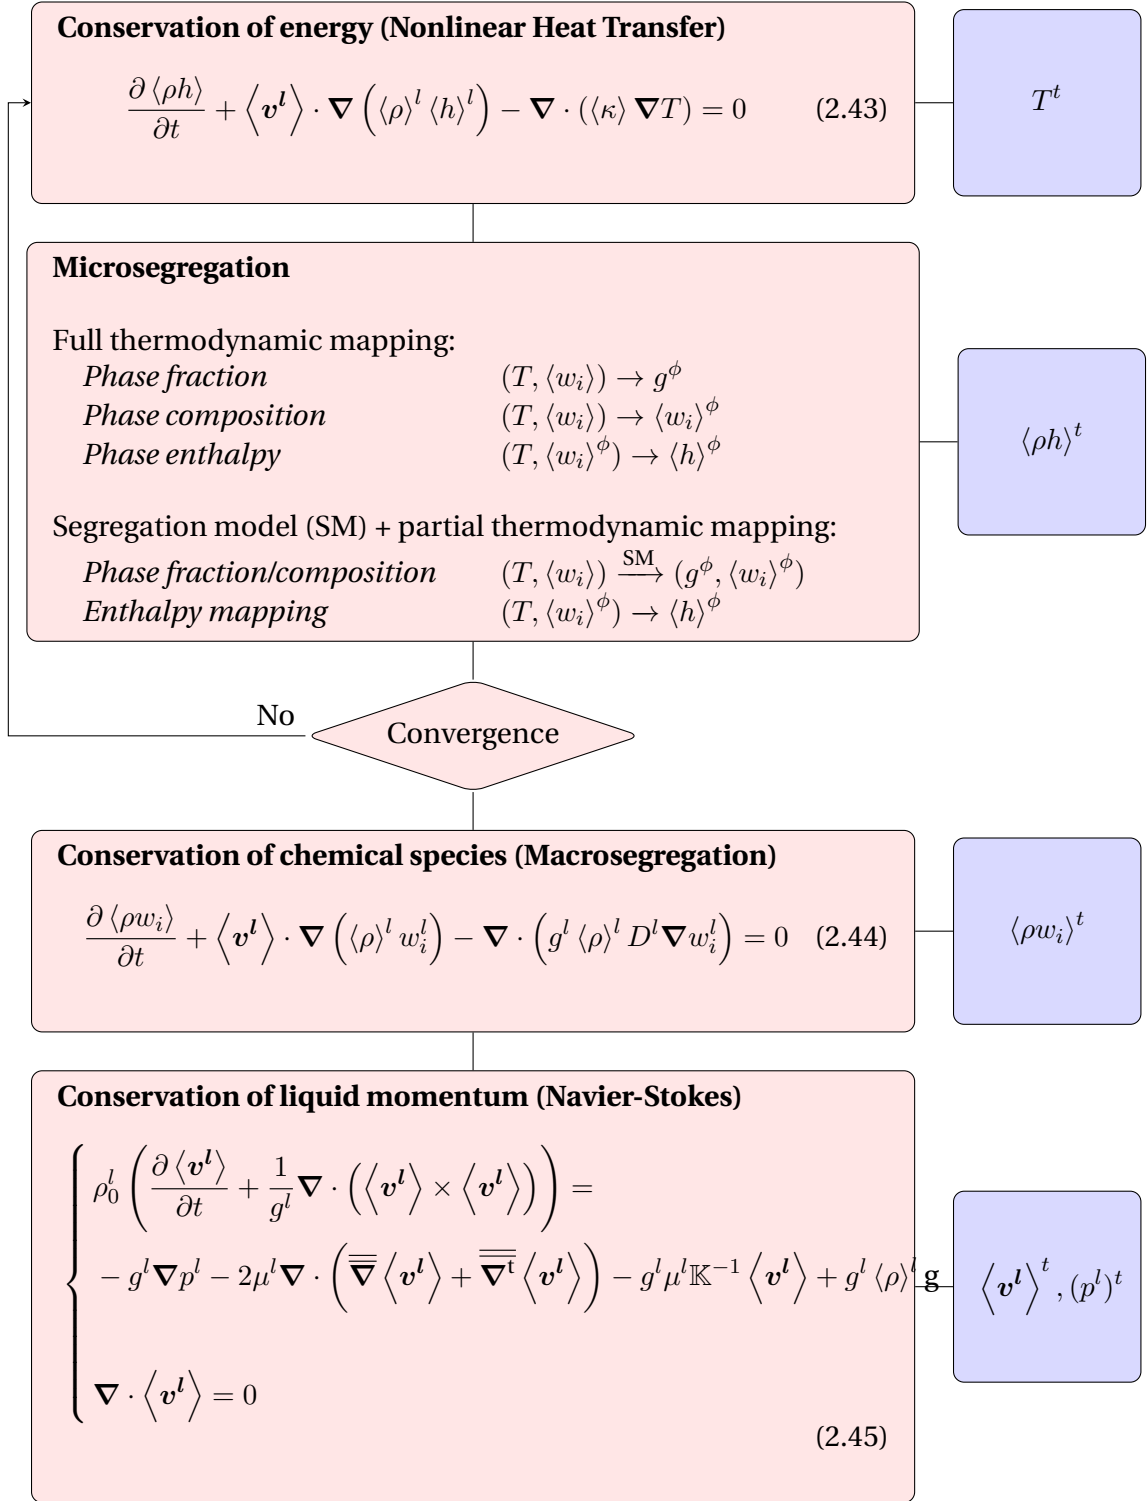 Conservation of energy (Nonlinear Heat Transfer)
∂⟨ρh⟩/∂t + ⟨v^l⟩ · ∇(⟨ρ⟩^l ⟨h⟩^l) − ∇ · (⟨κ⟩ ∇T) = 0 (2.43)
T^t
Microsegregation
Full thermodynamic mapping:
Phase fraction (T, ⟨w_i⟩) → g^ϕ
Phase composition (T, ⟨w_i⟩) → ⟨w_i⟩^ϕ
Phase enthalpy (T, ⟨w_i⟩^ϕ) → ⟨h⟩^ϕ
⟨ρh⟩^t
Segregation model (SM) + partial thermodynamic mapping:
Phase fraction/composition (T, ⟨w_i⟩) —SM→ (g^ϕ, ⟨w_i⟩^ϕ)
Enthalpy mapping (T, ⟨w_i⟩^ϕ) → ⟨h⟩^ϕ
No
Convergence
Conservation of chemical species (Macrosegregation)
∂⟨ρw_i⟩/∂t + ⟨v^l⟩ · ∇(⟨ρ⟩^l w_i^l) − ∇ · (g^l ⟨ρ⟩^l D^l ∇w_i^l) = 0 (2.44)
⟨ρw_i⟩^t
Conservation of liquid momentum (Navier-Stokes)
ρ_0^l (∂⟨v^l⟩/∂t + 1/g^l ∇ · (⟨v^l⟩ × ⟨v^l⟩)) =
− g^l ∇p^l − 2μ^l ∇ · (∇̿ ⟨v^l⟩ + ∇̿^t ⟨v^l⟩) − g^l μ^l 𝕂^−1 ⟨v^l⟩ + g^l ⟨ρ⟩^l g
⟨v^l⟩^t, (p^l)^t
∇ · ⟨v^l⟩ = 0
(2.45)